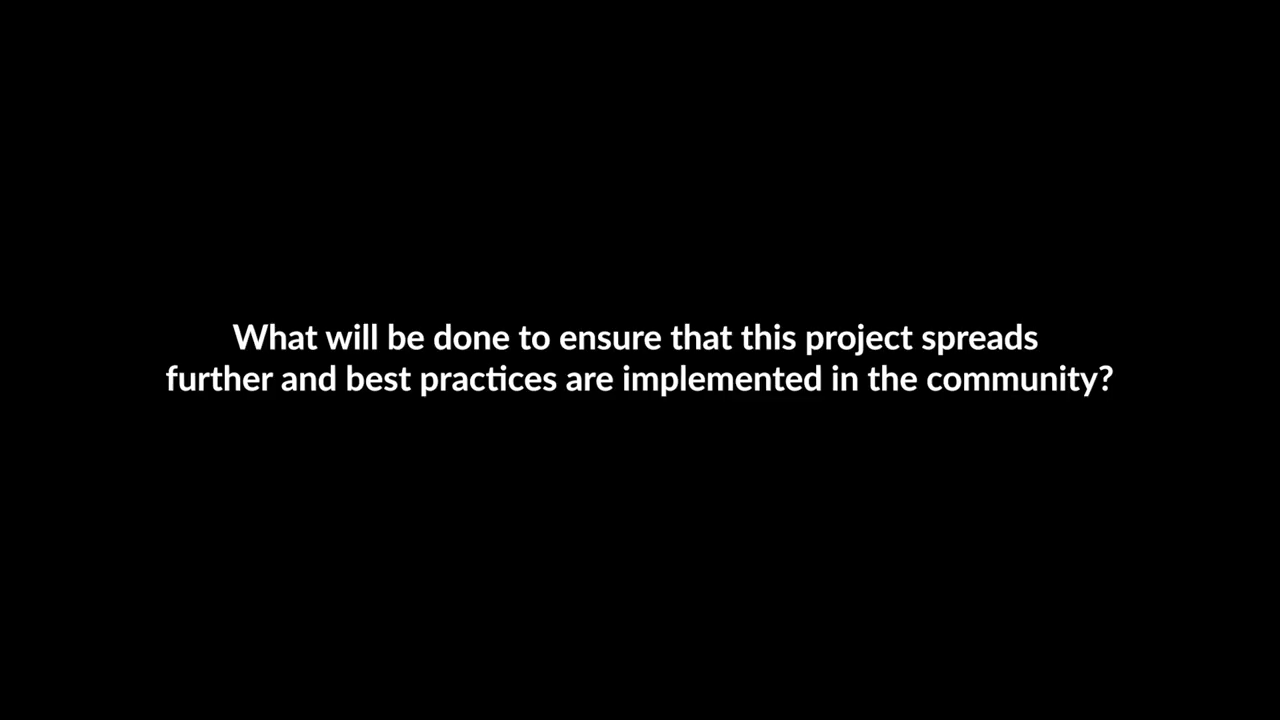 What will be done to ensure that this project spreads
further and best practices are implemented in the community?